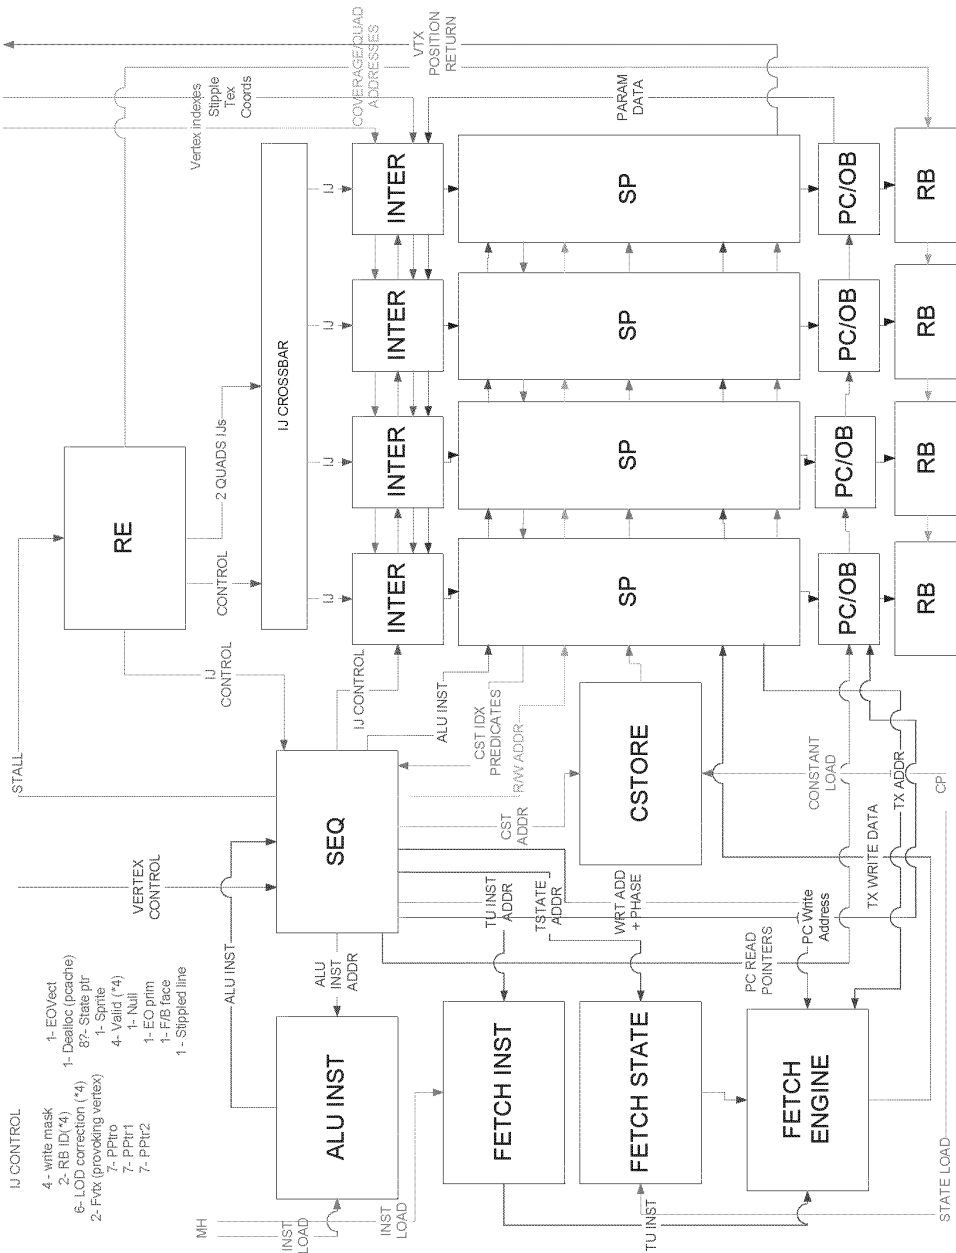 IJ CONTROL
4 - write mask
2- RB ID(*4)
6- LOD correction (*4)
2- Fvtx (provoking vertex)
7- PPtro
7- PPtr1
7- PPtr2
1- EOVect
1- Dealloc (pcache)
8?- State ptr
1- Sprite
4- Valid (*4)
1- Null
1- EO prim
1- F/B face
1 - Stippled line
STALL
VERTEX
CONTROL
ALU INST
RE
IJ
CONTROL
CONTROL
2 QUADS IJs
IJ CROSSBAR
Vertex indexes
Stipple
Tex
Coords
COVERAGE/QUAD
ADDRESSES
VTX
POSITION
RETURN
IJ
IJ
IJ
IJ
INTER
INTER
INTER
INTER
PARAM
DATA
SP
SP
SP
SP
PC/OB
PC/OB
PC/OB
PC/OB
RB
RB
RB
RB
SEQ
IJ CONTROL
ALU INST
CST IDX
PREDICATES
R/W ADDR
CST
ADDR
CSTORE
CONSTANT
LOAD
TX ADDR
CP
TX WRITE DATA
ALU
INST
ADDR
TU INST
ADDR
TSTATE
ADDR
WRT ADD
+ PHASE
PC Write
Address
PC READ
POINTERS
ALU INST
FETCH INST
FETCH STATE
FETCH
ENGINE
MH
INST
LOAD
INST
LOAD
TU INST
STATE LOAD